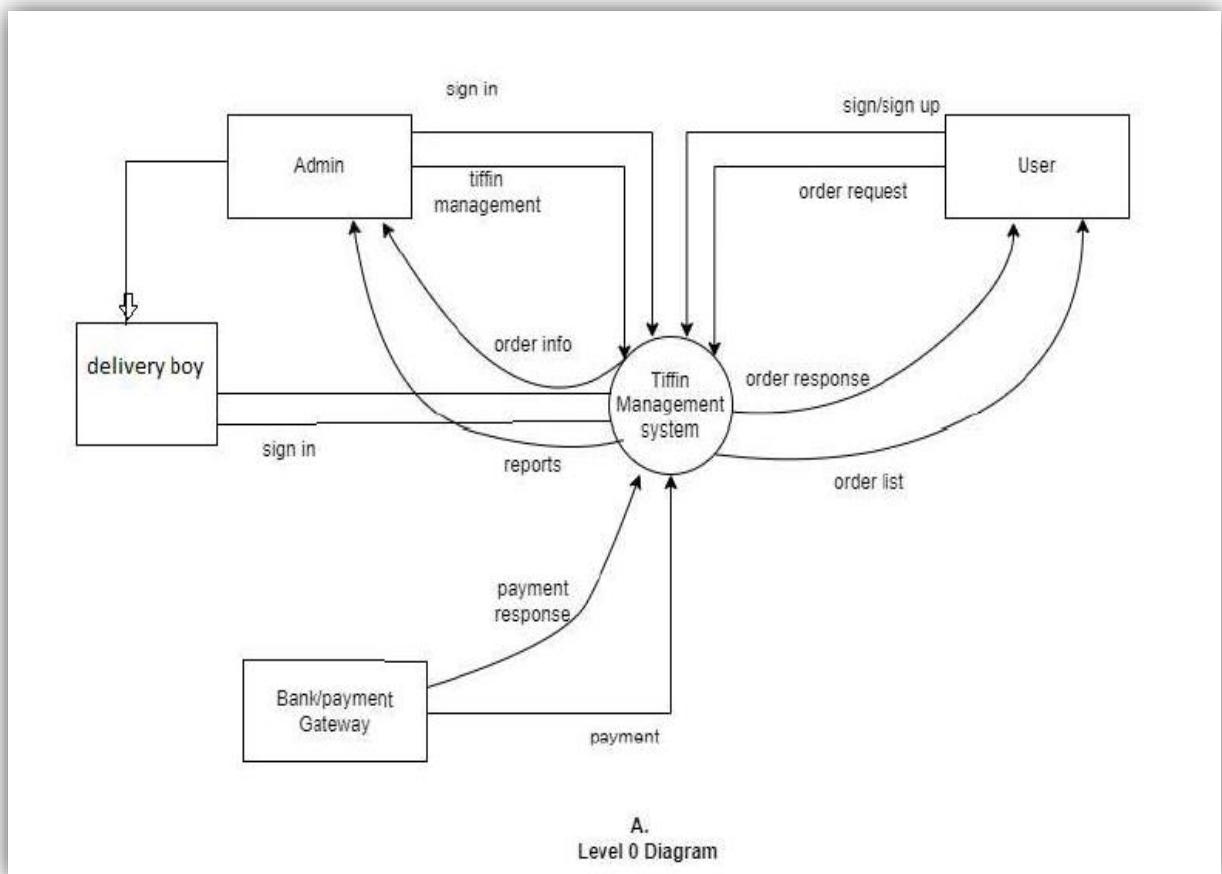 sign in
sign/sign up
Admin
User
tiffin
management
order request
delivery boy
order info
Tiffin
Management
system
order response
sign in
reports
order list
payment
response
Bank/payment
Gateway
payment
A.
Level 0 Diagram